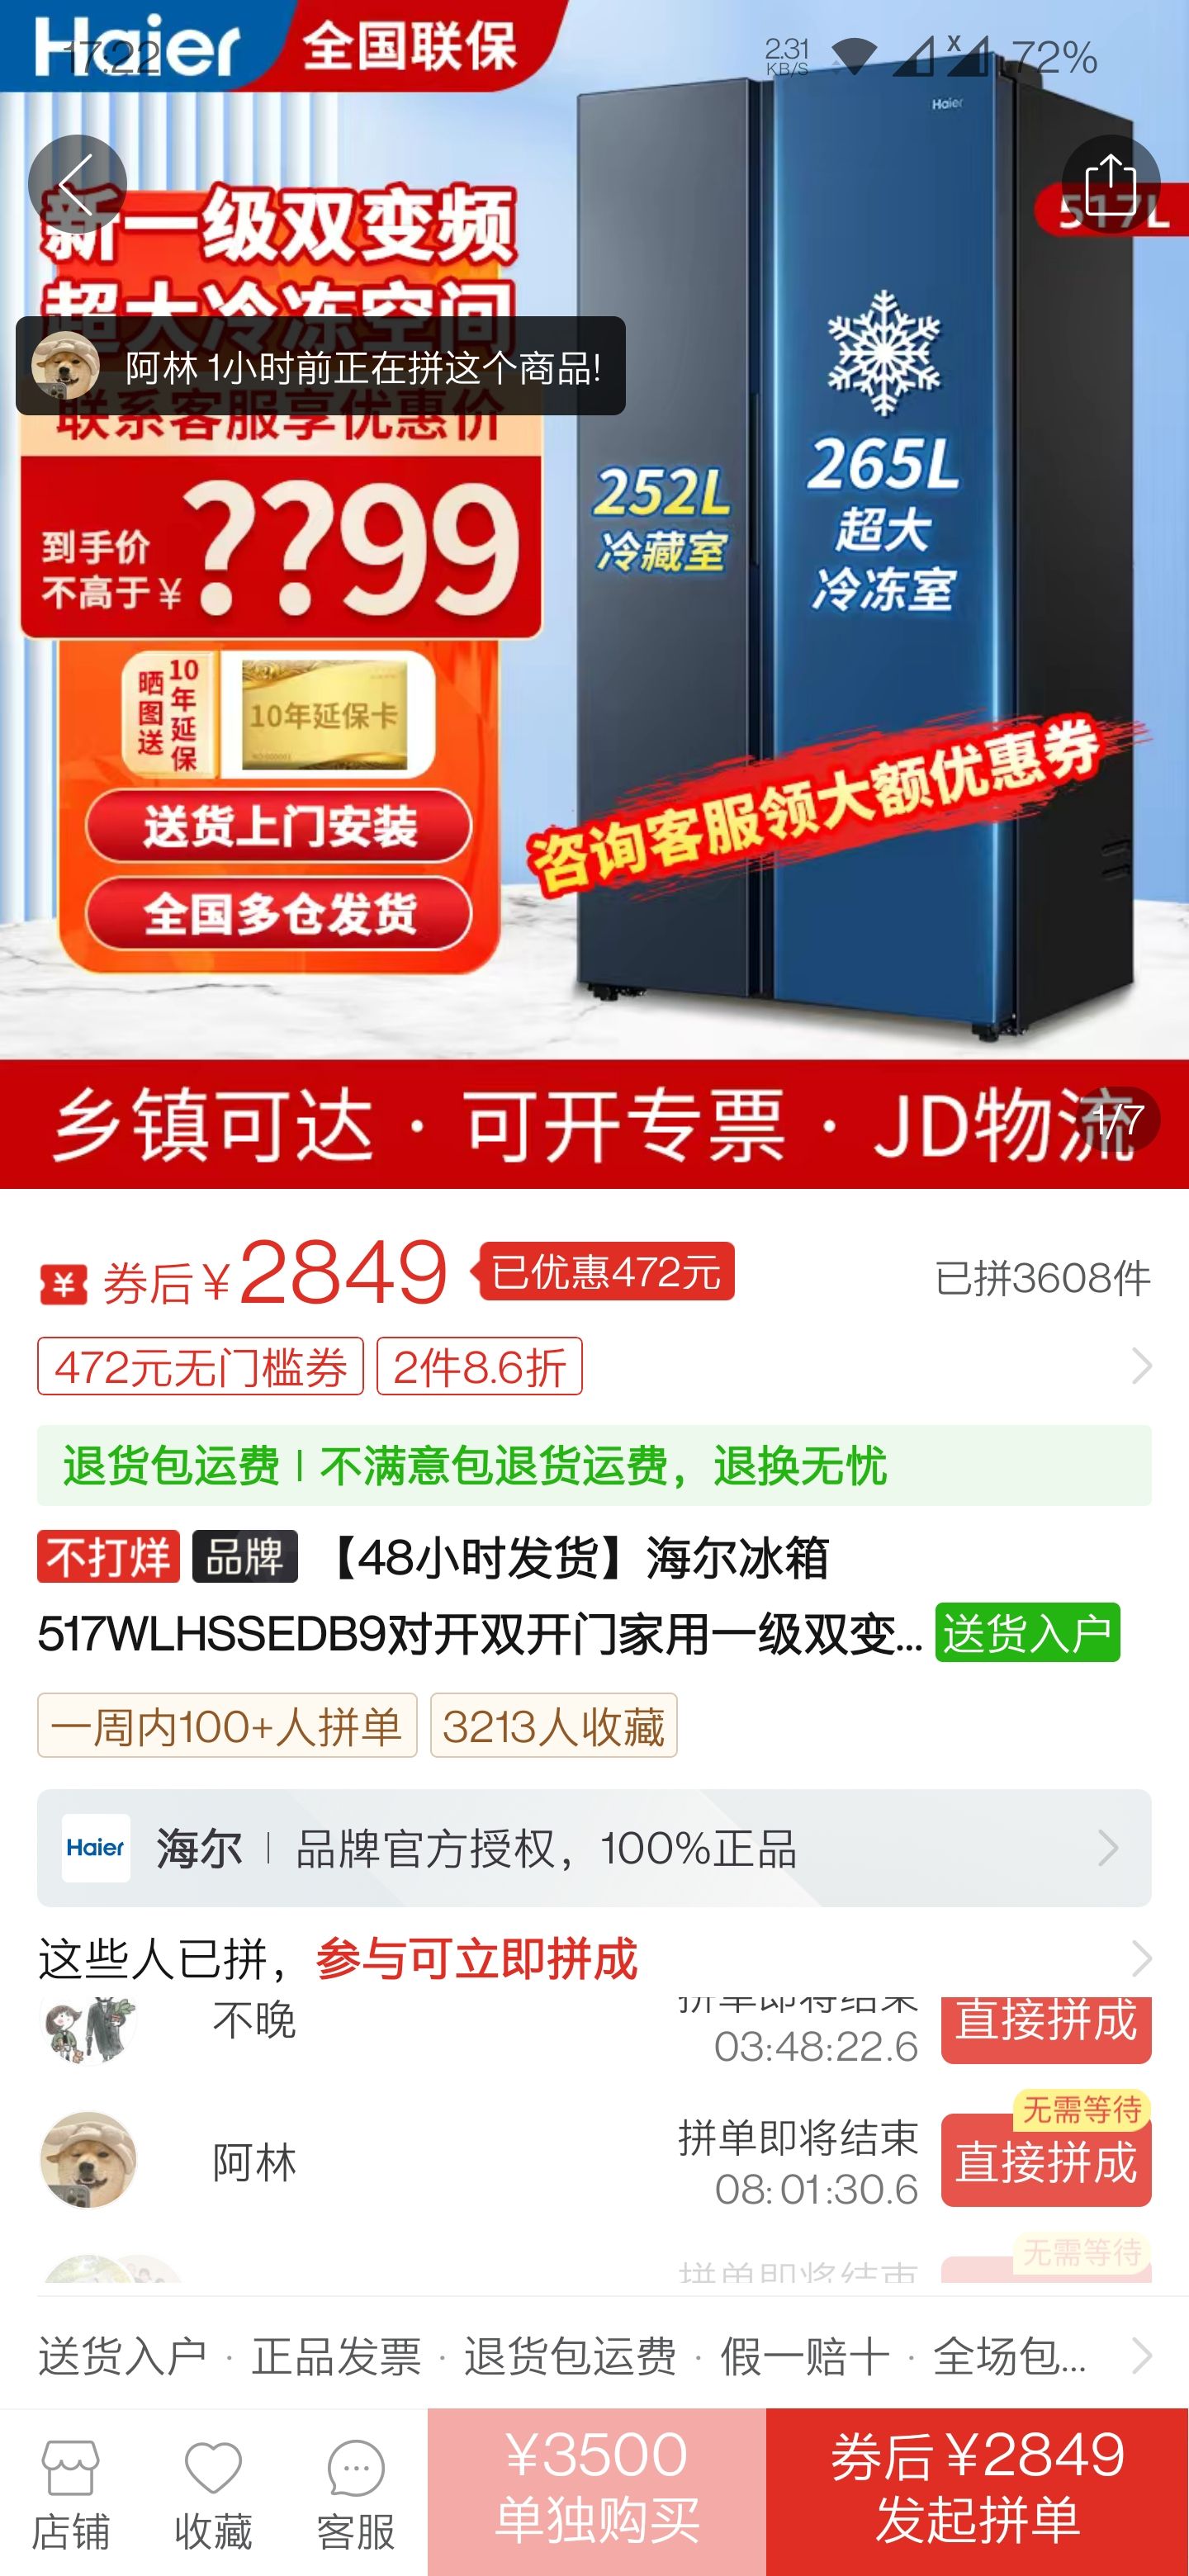 Haier 全国联保
17:22
2.31
KB/S
x
72%
Haier
新一级双变频
517L
超大冷冻空间
阿林 1小时前正在拼这个商品!
联系客服享优惠价
到手价
不高于¥
??99
252L
冷藏室
265L
超大
冷冻室
晒图送
10年延保
10年延保卡
送货上门安装
全国多仓发货
咨询客服领大额优惠券
乡镇可达 · 可开专票 · JD物流
1/7
¥ 券后¥2849 已优惠472元 已拼3608件
472元无门槛券 2件8.6折
退货包运费 | 不满意包退货运费，退换无忧
不打烊 品牌 【48小时发货】海尔冰箱
517WLHSSEDB9对开双开门家用一级双变... 送货入户
一周内100+人拼单 3213人收藏
Haier 海尔 | 品牌官方授权，100%正品
这些人已拼，参与可立即拼成
不晚 拼单即将结束 直接拼成
03:48:22.6
无需等待
阿林 拼单即将结束 直接拼成
08:01:30.6
无需等待
拼单即将结束
送货入户 · 正品发票 · 退货包运费 · 假一赔十 · 全场包...
店铺
收藏
客服
¥3500
单独购买
券后¥2849
发起拼单